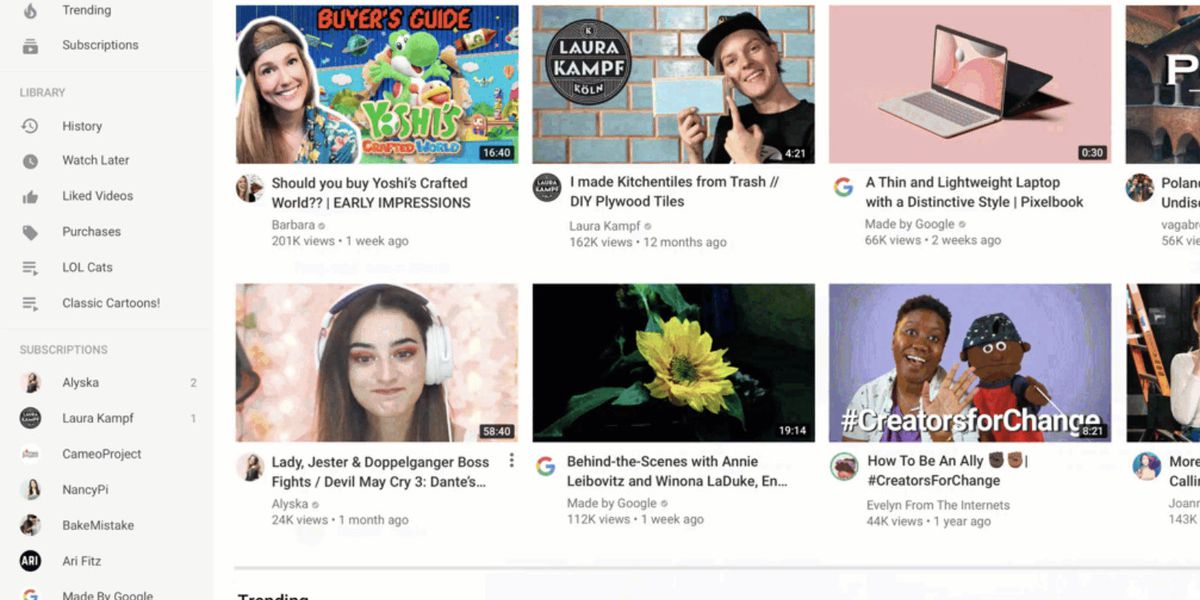 Trending
Subscriptions
LIBRARY
History
Watch Later
Liked Videos
Purchases
LOL Cats
Classic Cartoons!
SUBSCRIPTIONS
Alyska 2
Laura Kampf 1
CameoProject
NancyPi
BakeMistake
ARI
Ari Fitz
Made By Google
BUYER'S GUIDE
YOSHI'S
CRAFTED WORLD
16:40
Should you buy Yoshi's Crafted
World?? | EARLY IMPRESSIONS
Barbara
201K views • 1 week ago
K
LAURA
KAMPF
KÖLN
4:21
I made Kitchentiles from Trash //
DIY Plywood Tiles
Laura Kampf
162K views • 12 months ago
0:30
A Thin and Lightweight Laptop
with a Distinctive Style | Pixelbook
Made by Google
66K views • 2 weeks ago
58:40
Lady, Jester & Doppelganger Boss
Fights / Devil May Cry 3: Dante's...
Alyska
24K views • 1 month ago
19:14
Behind-the-Scenes with Annie
Leibovitz and Winona LaDuke, En...
Made by Google
112K views • 1 week ago
#CreatorsforChange
8:21
How To Be An Ally ✊🏿✊🏾 |
#CreatorsForChange
Evelyn From The Internets
44K views • 1 year ago
P
Polan
Undis
vagabr
56K vie
More
Calli
Joann
143K
Trending